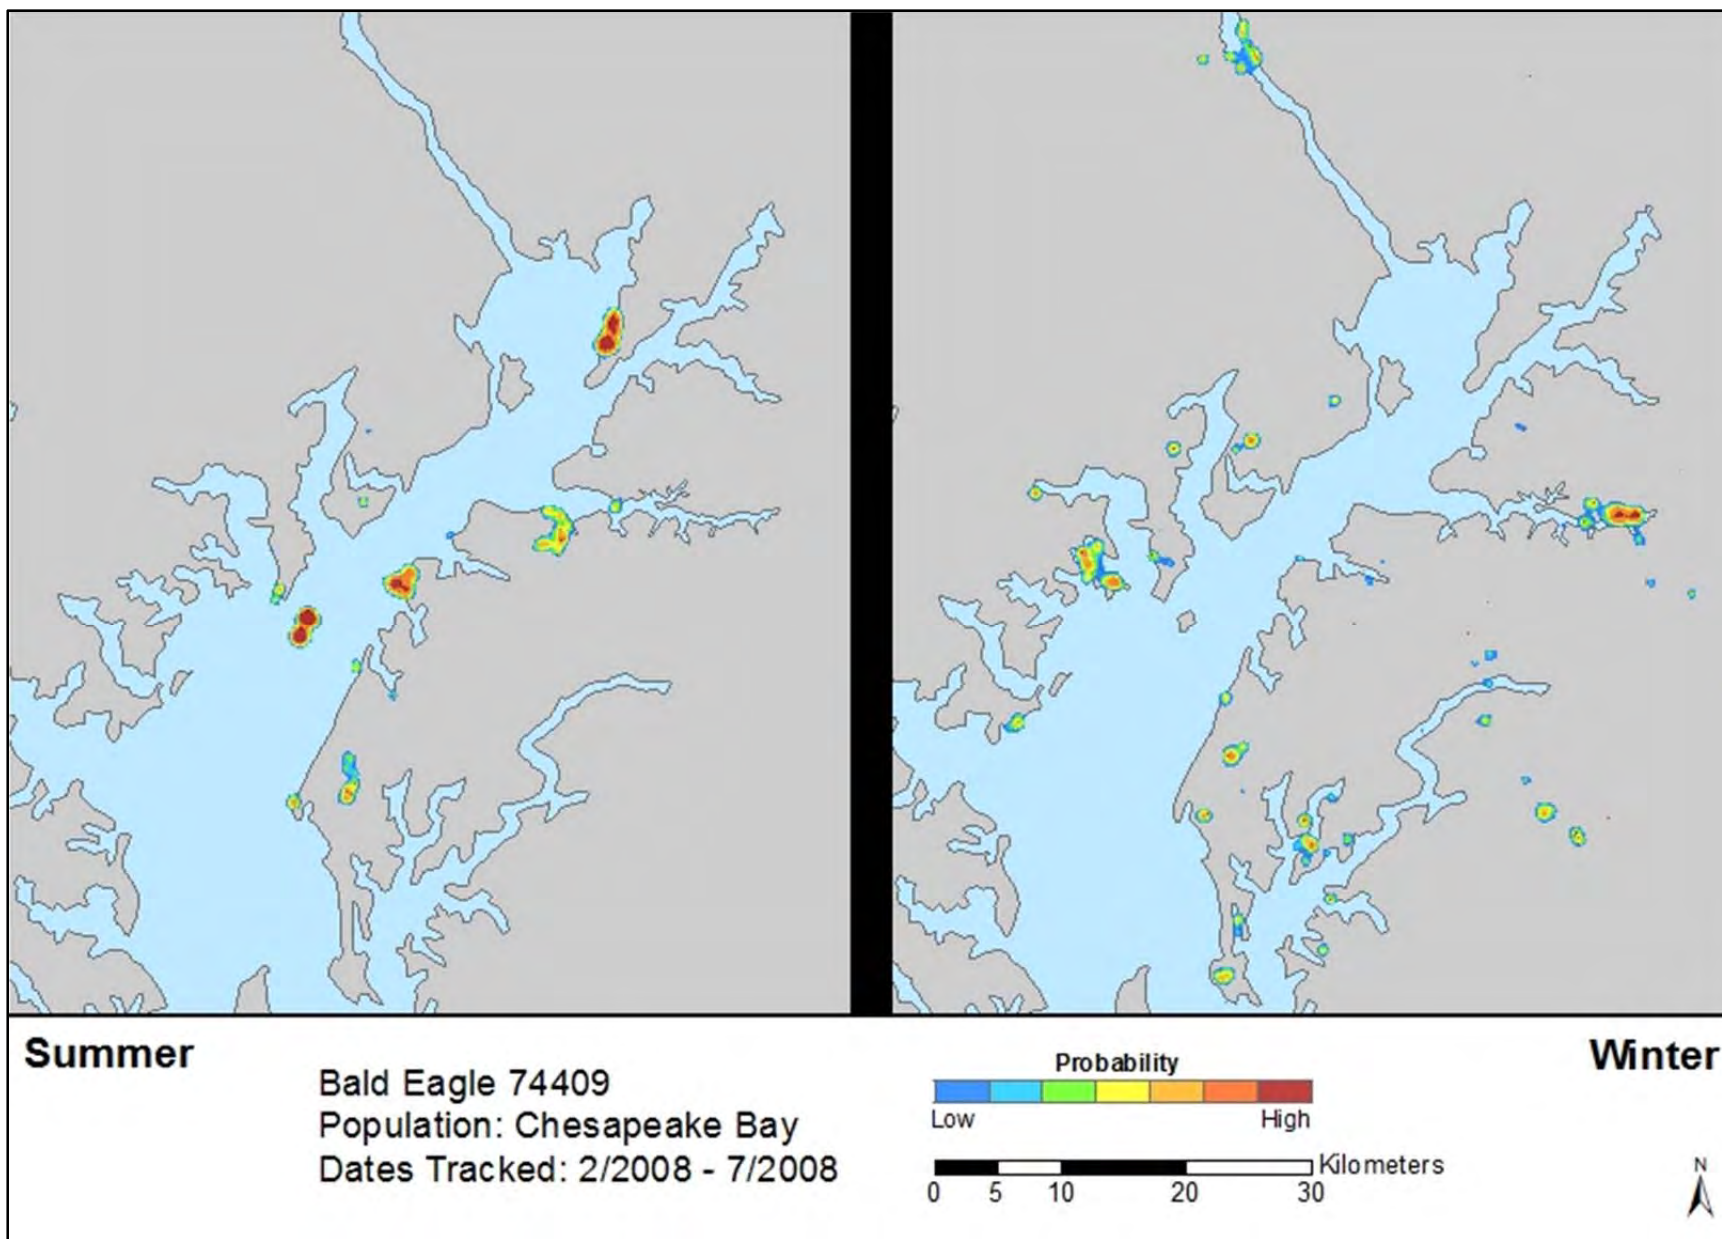 Summer
Winter
Bald Eagle 74409
Population: Chesapeake Bay
Dates Tracked: 2/2008 - 7/2008
Probability
Low High
Kilometers
0 5 10 20 30
N